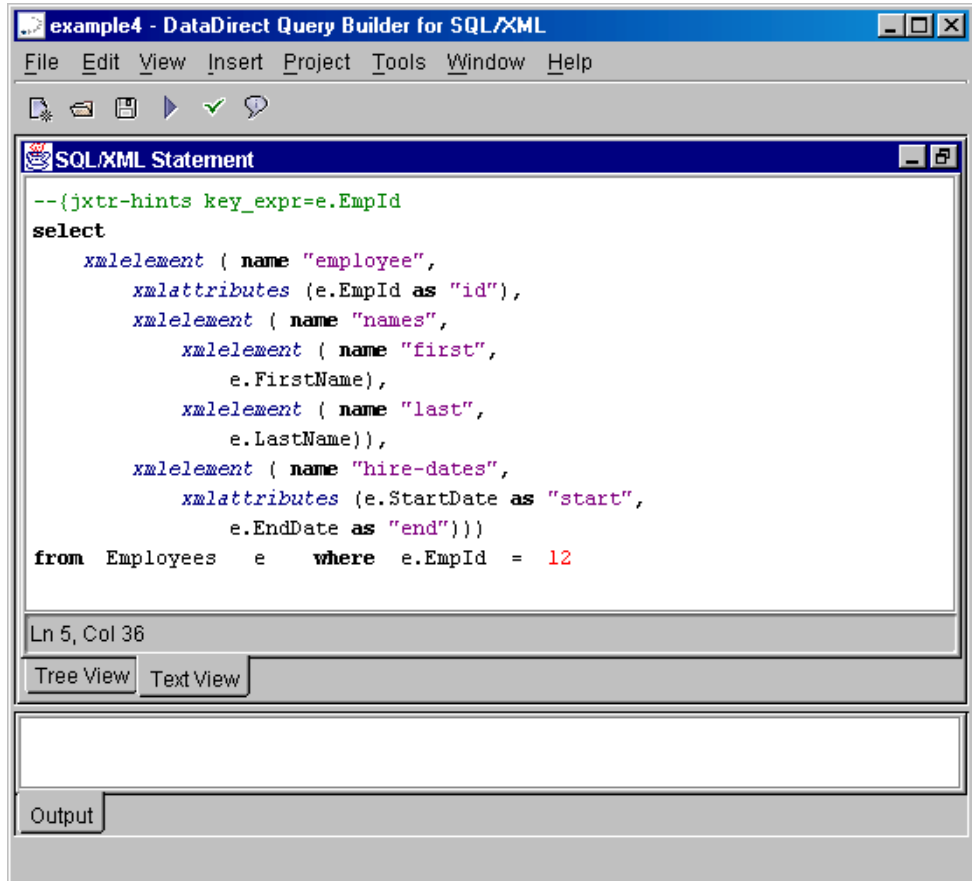 example4 - DataDirect Query Builder for SQL/XML
File Edit View Insert Project Tools Window Help
SQL/XML Statement
--{jxtr-hints key_expr=e.EmpId
select
    xmlelement ( name "employee",
        xmlattributes (e.EmpId as "id"),
        xmlelement ( name "names",
            xmlelement ( name "first",
                e.FirstName),
            xmlelement ( name "last",
                e.LastName)),
        xmlelement ( name "hire-dates",
            xmlattributes (e.StartDate as "start",
                e.EndDate as "end")))
from Employees e where e.EmpId = 12
Ln 5, Col 36
Tree View Text View
Output